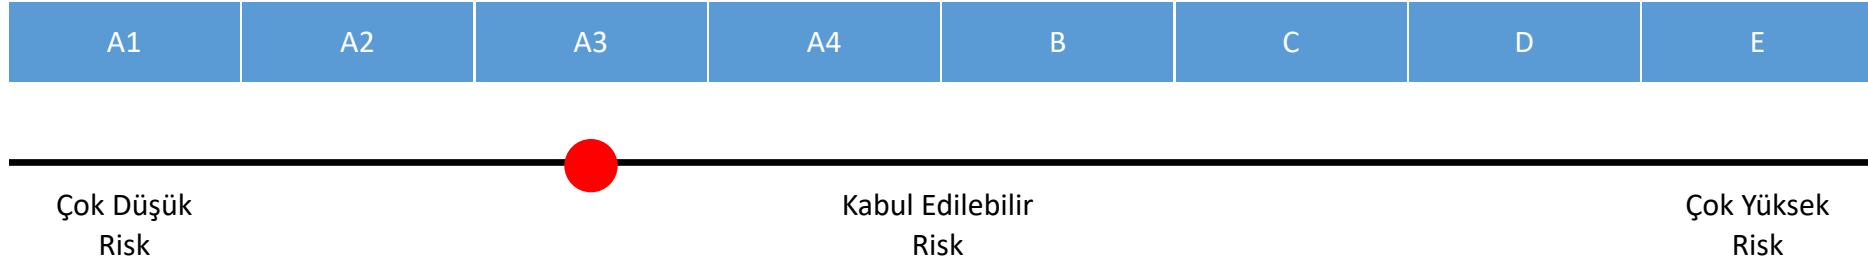 A1 A2 A3 A4 B C D E
Çok Düşük Risk
Kabul Edilebilir Risk
Çok Yüksek Risk